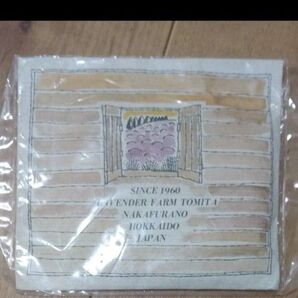 SINCE 1960
LAVENDER FARM TOMITA
NAKAFURANO
HOKKAIDO
JAPAN